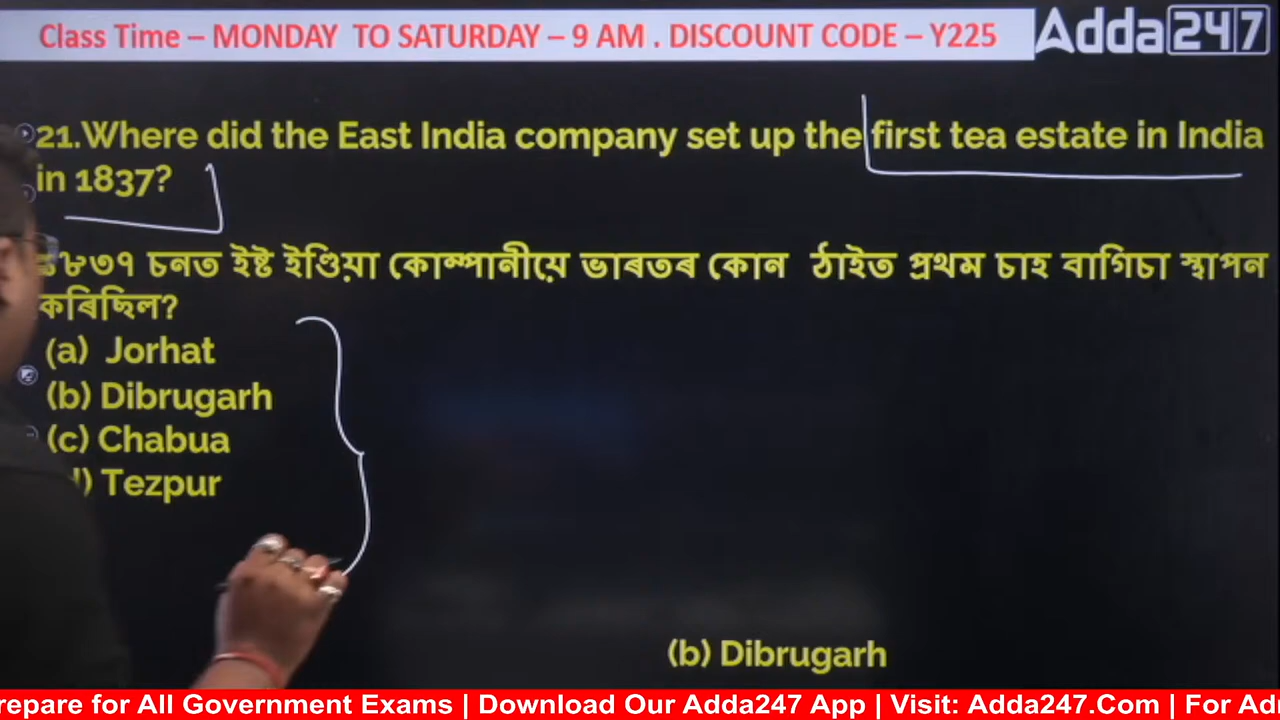 Class Time – MONDAY TO SATURDAY – 9 AM . DISCOUNT CODE – Y225
Adda247
21.Where did the East India company set up the first tea estate in India
in 1837?
১৮৩৭ চনত ইষ্ট ইণ্ডিয়া কোম্পানীয়ে ভাৰতৰ কোন ঠাইত প্ৰথম চাহ বাগিচা স্থাপন
কৰিছিল?
(a) Jorhat
(b) Dibrugarh
(c) Chabua
) Tezpur
(b) Dibrugarh
repare for All Government Exams | Download Our Adda247 App | Visit: Adda247.Com | For Ad